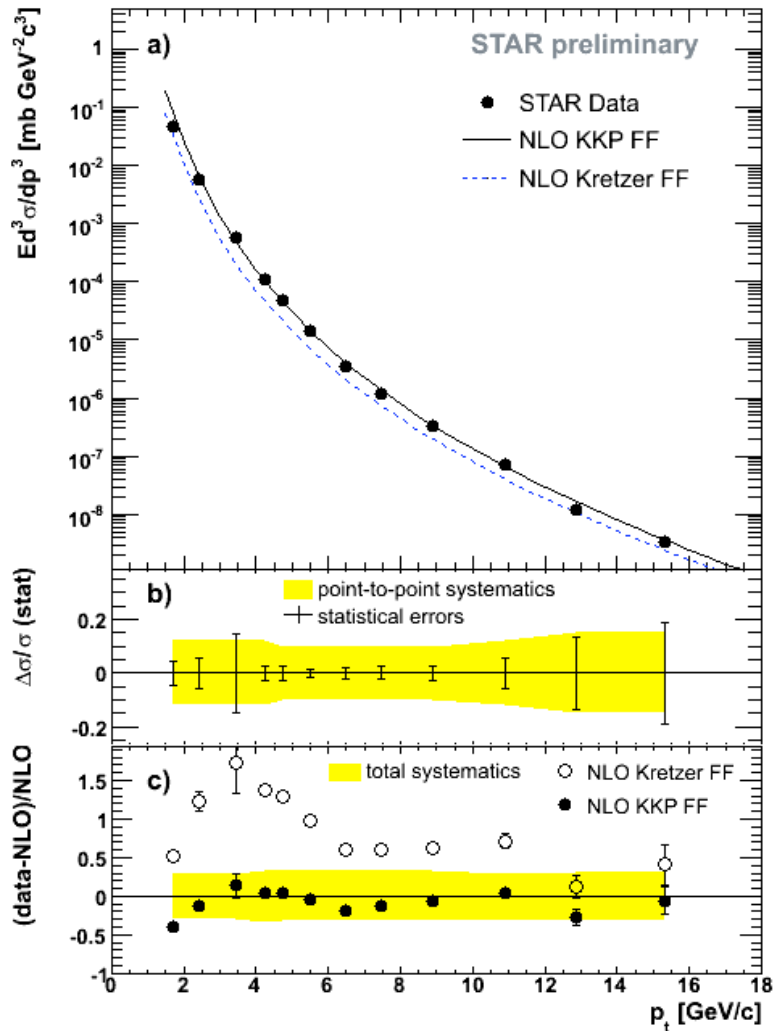 a)
STAR preliminary
STAR Data
NLO KKP FF
NLO Kretzer FF
Ed³σ/dp³ [mb GeV⁻²c³]
1
10⁻¹
10⁻²
10⁻³
10⁻⁴
10⁻⁵
10⁻⁶
10⁻⁷
10⁻⁸
b)
point-to-point systematics
statistical errors
Δσ/σ (stat)
0.2
0
-0.2
c)
total systematics
NLO Kretzer FF
NLO KKP FF
(data-NLO)/NLO
1.5
1
0.5
0
-0.5
-1
0 2 4 6 8 10 12 14 16 18
pₜ [GeV/c]